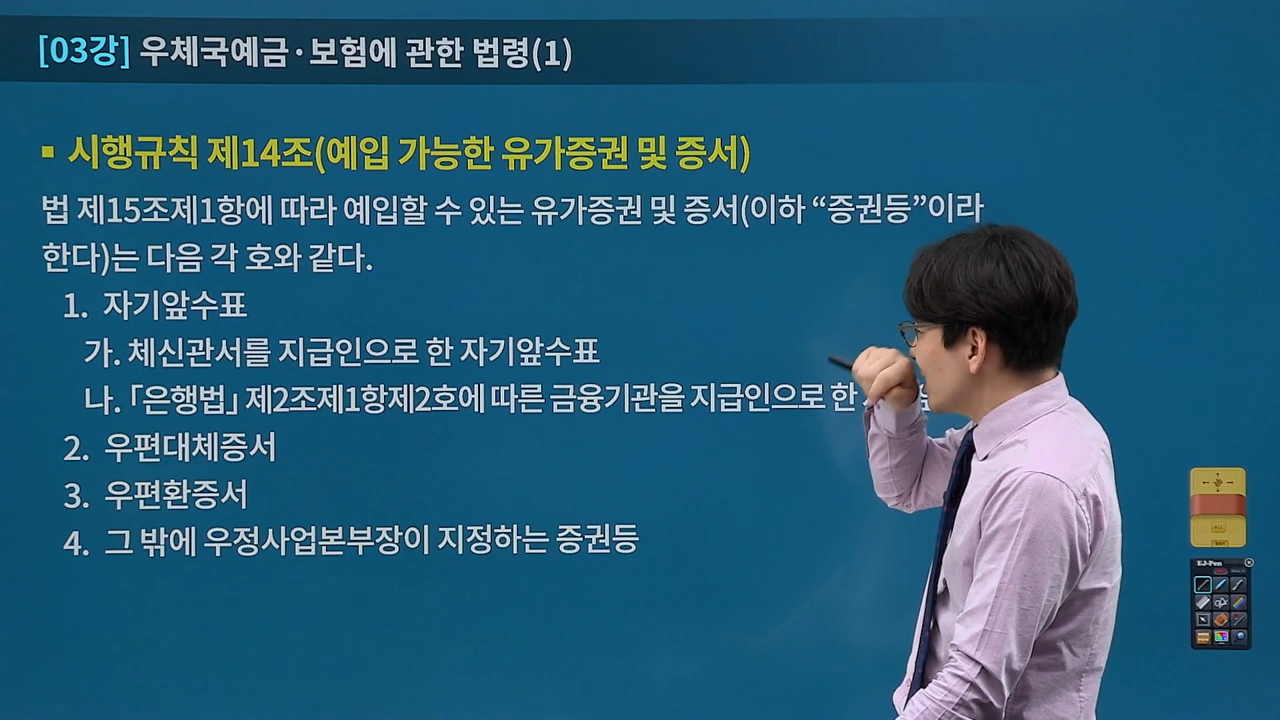 [03강] 우체국예금·보험에 관한 법령(1)
▪ 시행규칙 제14조(예입 가능한 유가증권 및 증서)
법 제15조제1항에 따라 예입할 수 있는 유가증권 및 증서(이하 “증권등”이라
한다)는 다음 각 호와 같다.
1. 자기앞수표
가. 체신관서를 지급인으로 한 자기앞수표
나. 「은행법」 제2조제1항제2호에 따른 금융기관을 지급인으로 한
2. 우편대체증서
3. 우편환증서
4. 그 밖에 우정사업본부장이 지정하는 증권등
EJ-Pen